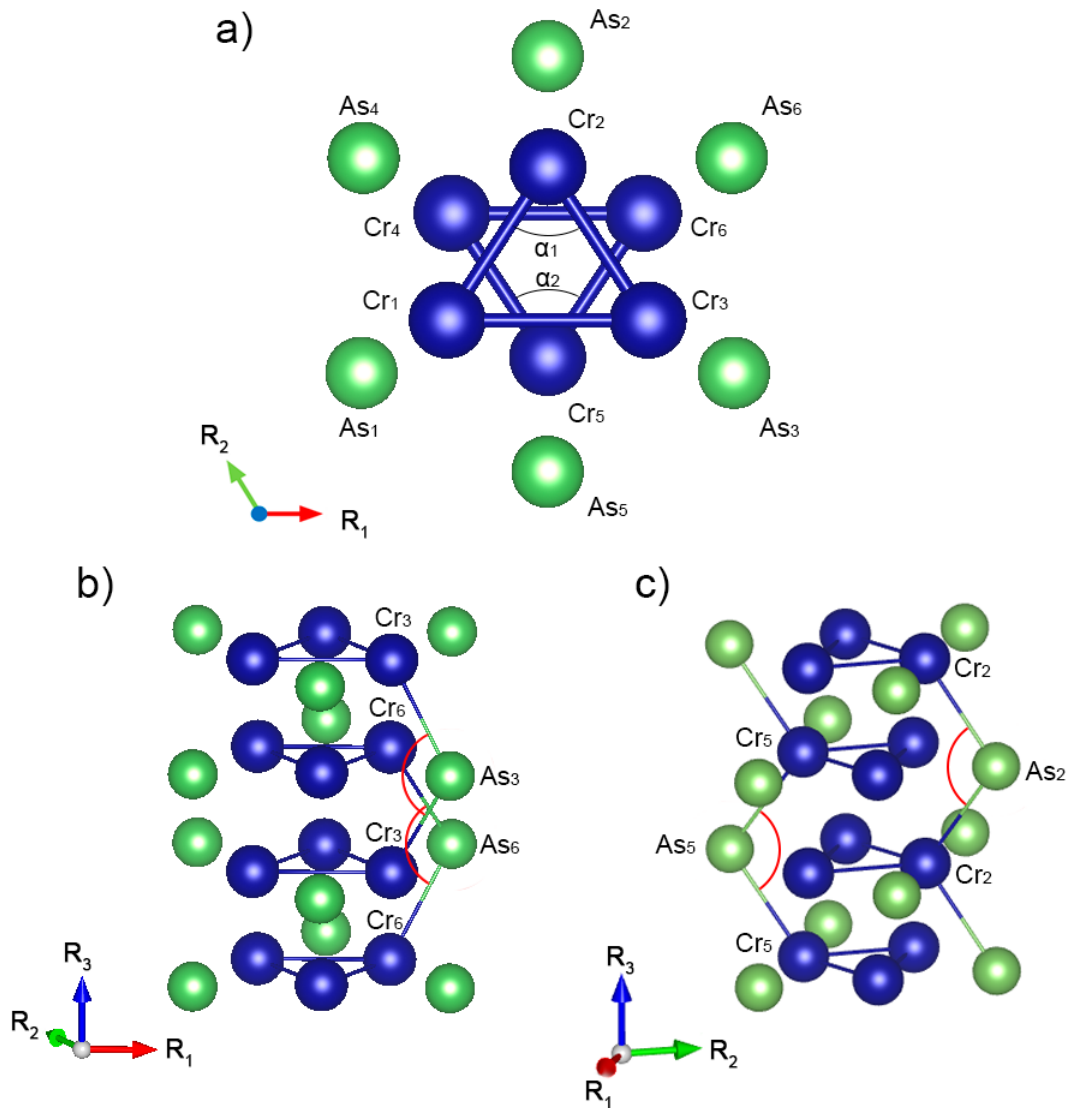 a)
As₂
As₄
Cr₂
As₆
Cr₄
Cr₆
α₁
α₂
Cr₁
Cr₃
As₁
Cr₅
As₃
R₂
R₁
As₅
b)
Cr₃
Cr₆
As₃
Cr₃
As₆
Cr₆
R₃
R₂
R₁
c)
Cr₂
Cr₅
As₂
As₅
Cr₂
Cr₅
R₃
R₂
R₁